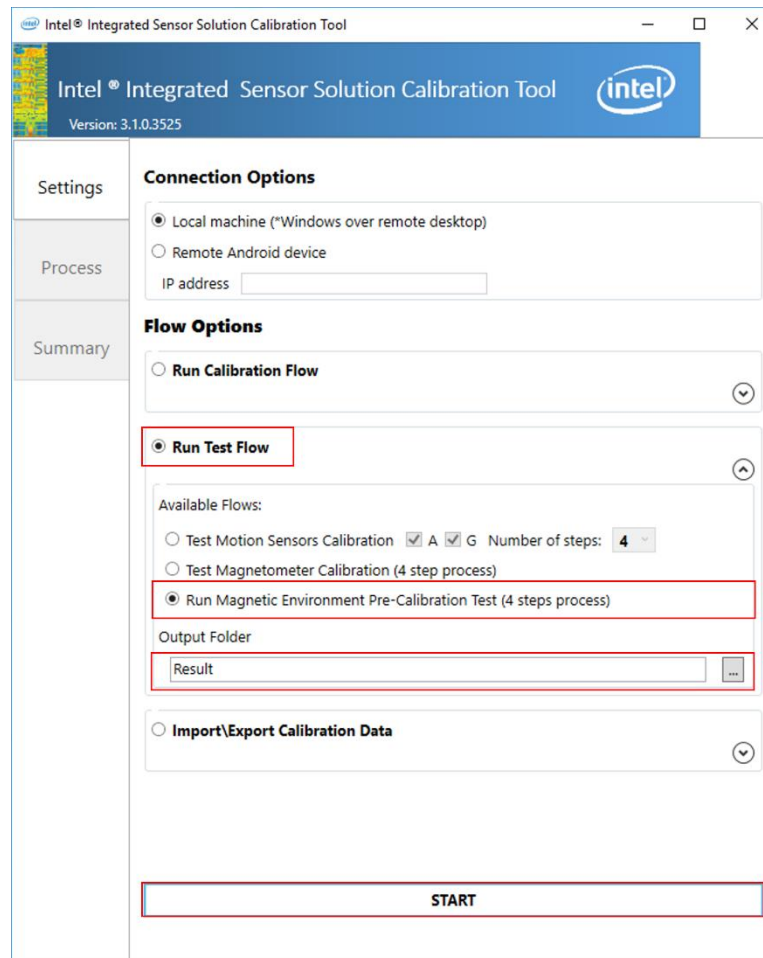 Intel® Integrated Sensor Solution Calibration Tool
Intel ® Integrated Sensor Solution Calibration Tool
intel
Version: 3.1.0.3525
Settings
Process
Summary
Connection Options
Local machine (*Windows over remote desktop)
Remote Android device
IP address
Flow Options
Run Calibration Flow
Run Test Flow
Available Flows:
Test Motion Sensors Calibration A G Number of steps: 4
Test Magnetometer Calibration (4 step process)
Run Magnetic Environment Pre-Calibration Test (4 steps process)
Output Folder
Result ...
Import\Export Calibration Data
START